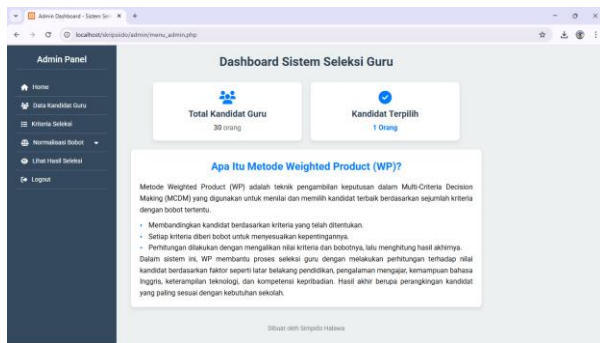 Admin Dashboard - Sistem Sel
localhost/skripsido/admin/menu_admin.php
Admin Panel
Home
Data Kandidat Guru
Kriteria Seleksi
Normalisasi Bobot
Lihat Hasil Seleksi
Logout
Dashboard Sistem Seleksi Guru
Total Kandidat Guru
30 orang
Kandidat Terpilih
1 Orang
Apa Itu Metode Weighted Product (WP)?
Metode Weighted Product (WP) adalah teknik pengambilan keputusan dalam Multi-Criteria Decision
Making (MCDM) yang digunakan untuk menilai dan memilih kandidat terbaik berdasarkan sejumlah kriteria
dengan bobot tertentu.
Membandingkan kandidat berdasarkan kriteria yang telah ditentukan.
Setiap kriteria diberi bobot untuk menyesuaikan kepentingannya.
Perhitungan dilakukan dengan mengalikan nilai kriteria dan bobotnya, lalu menghitung hasil akhirnya.
Dalam sistem ini, WP membantu proses seleksi guru dengan melakukan perhitungan terhadap nilai
kandidat berdasarkan faktor seperti latar belakang pendidikan, pengalaman mengajar, kemampuan bahasa
Inggris, keterampilan teknologi, dan kompetensi kepribadian. Hasil akhir berupa perangkingan kandidat
yang paling sesuai dengan kebutuhan sekolah.
Dibuat oleh Simpido Halawa